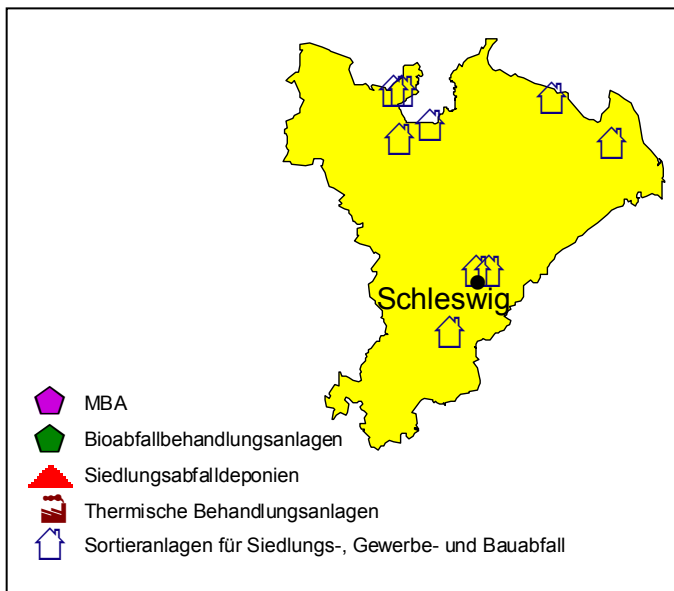 Schleswig
MBA
Bioabfallbehandlungsanlagen
Siedlungsabfalldeponien
Thermische Behandlungsanlagen
Sortieranlagen für Siedlungs-, Gewerbe- und Bauabfall